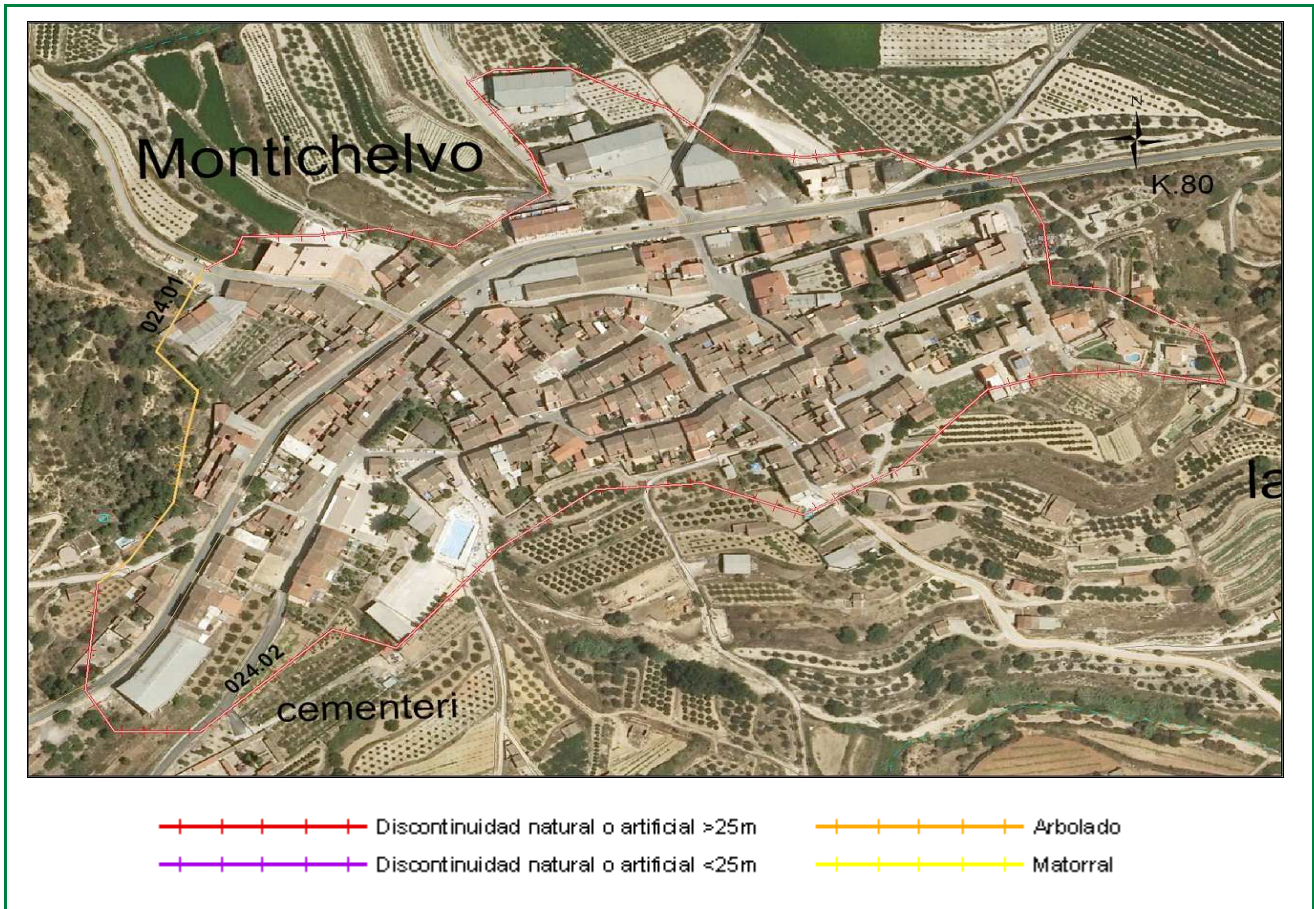 Montichelvo
N
K.80
024.01
la
024.02
cementeri
Discontinuidad natural o artificial >25m
Arbolado
Discontinuidad natural o artificial <25m
Matorral